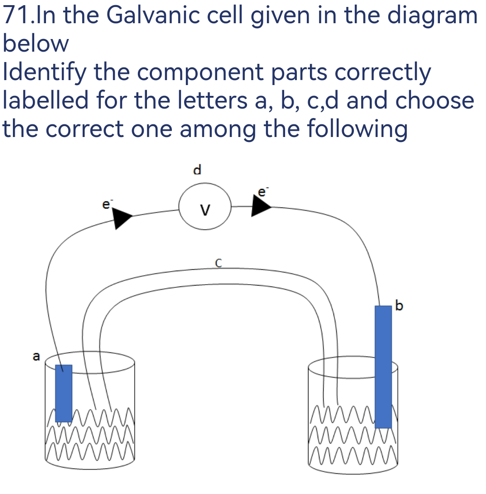 71.In the Galvanic cell given in the diagram
below
Identify the component parts correctly
labelled for the letters a, b, c,d and choose
the correct one among the following
d
e-
V
e-
C
b
a